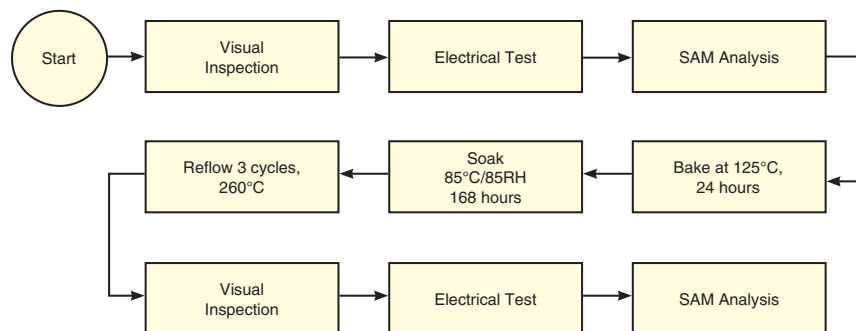 Start
Visual
Inspection
Electrical Test
SAM Analysis
Bake at 125°C,
24 hours
Soak
85°C/85RH
168 hours
Reflow 3 cycles,
260°C
Visual
Inspection
Electrical Test
SAM Analysis